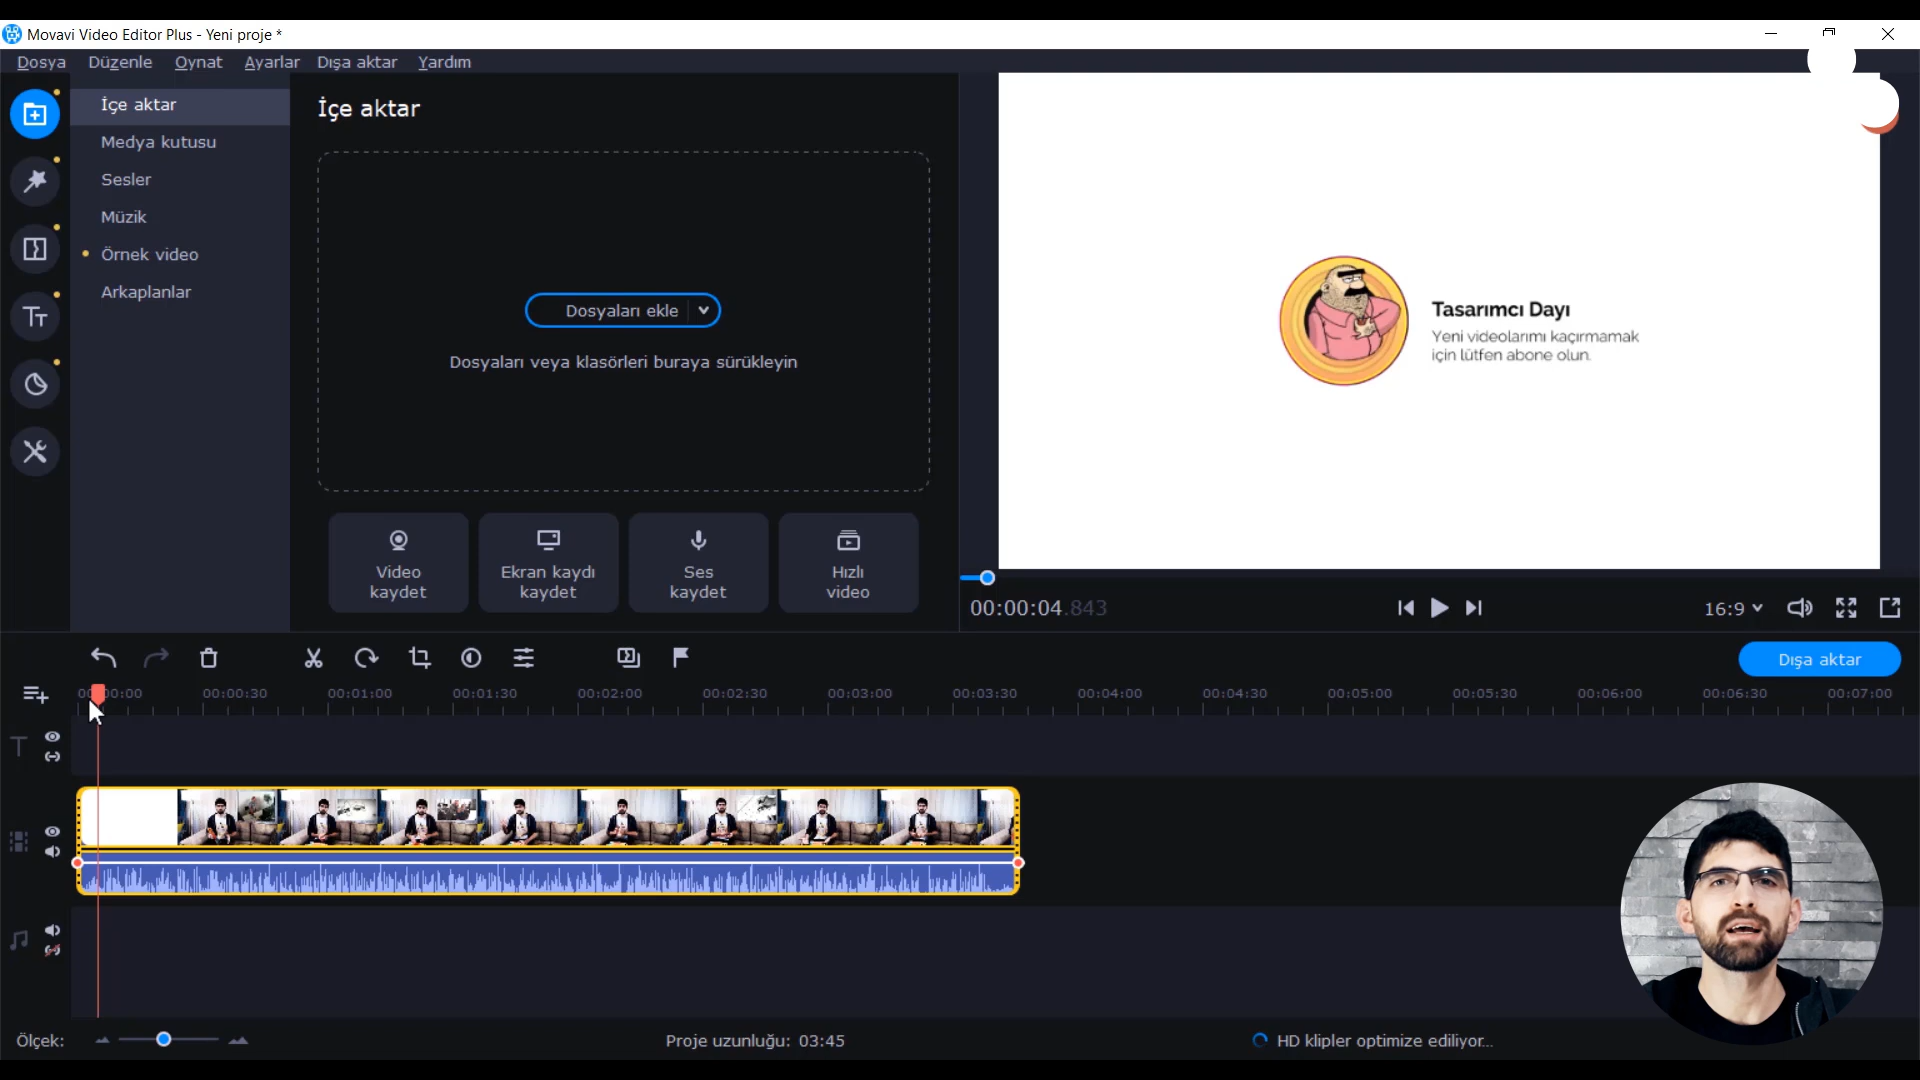 Movavi Video Editor Plus - Yeni proje *
Dosya Düzenle Oynat Ayarlar Dışa aktar Yardım
İçe aktar
Medya kutusu
Sesler
Müzik
Örnek video
Arkaplanlar
İçe aktar
Dosyaları ekle
Dosyaları veya klasörleri buraya sürükleyin
Video
kaydet
Ekran kaydı
kaydet
Ses
kaydet
Hızlı
video
Tasarımcı Dayı
Yeni videolarımı kaçırmamak
için lütfen abone olun.
00:00:04.843
16:9
Dışa aktar
00:00:30 00:01:00 00:01:30 00:02:00 00:02:30 00:03:00 00:03:30 00:04:00 00:04:30 00:05:00 00:05:30 00:06:00 00:06:30 00:07:00
Ölçek:
Proje uzunluğu: 03:45
HD klipler optimize ediliyor...